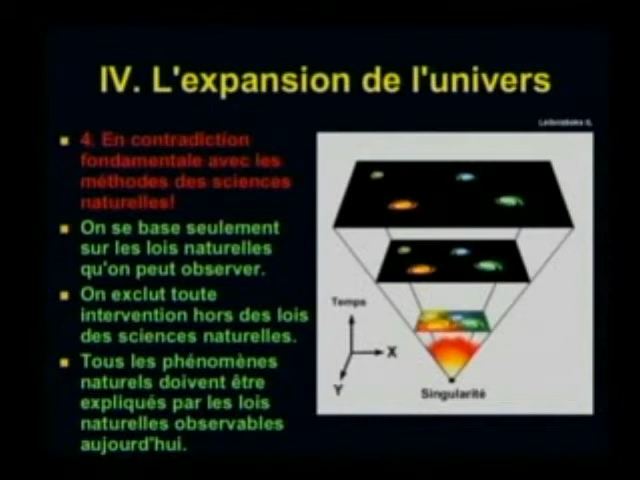 IV. L'expansion de l'univers
4. En contradiction
fondamentale avec les
méthodes des sciences
naturelles!
On se base seulement
sur les lois naturelles
qu'on peut observer.
On exclut toute
intervention hors des lois
des sciences naturelles.
Tous les phénomènes
naturels doivent être
expliqués par les lois
naturelles observables
aujourd'hui.
Temps
X
Y
Singularité